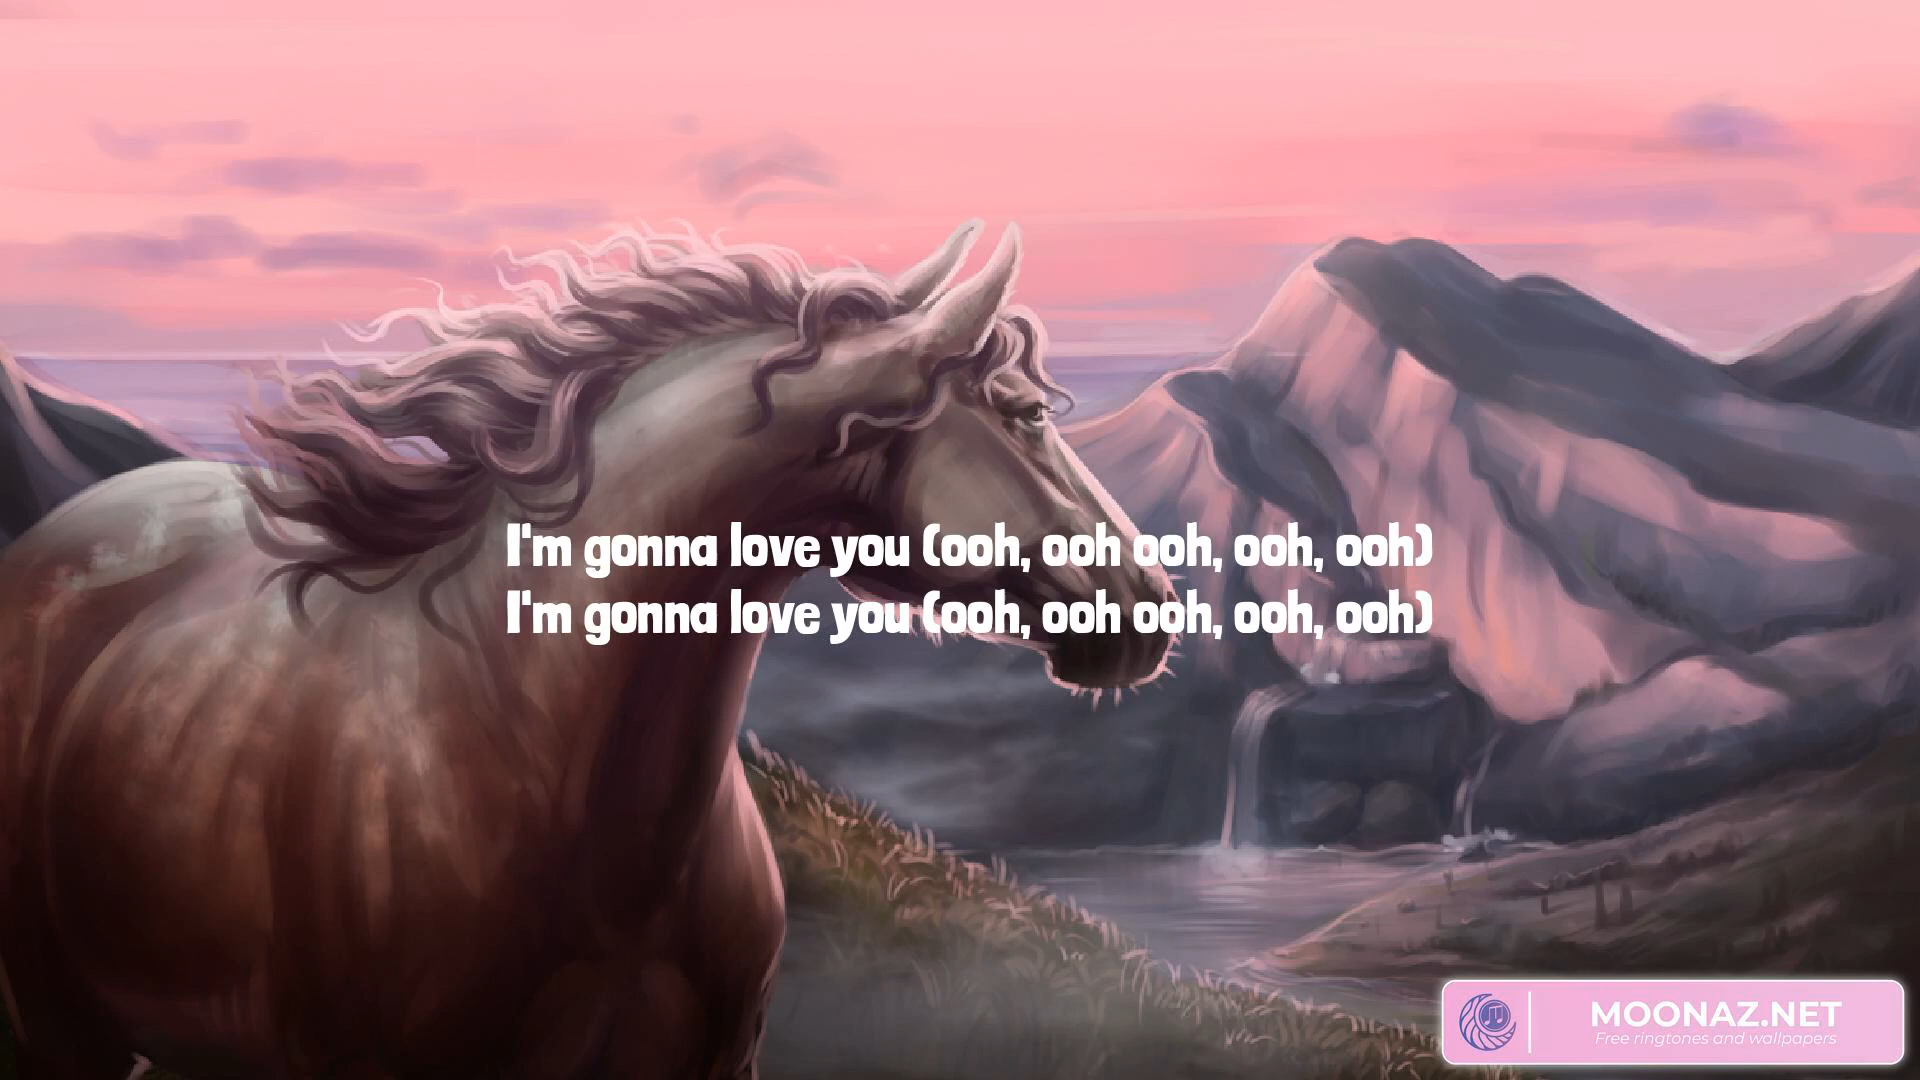 I'm gonna love you (ooh, ooh ooh, ooh, ooh)
I'm gonna love you (ooh, ooh ooh, ooh, ooh)
MOONAZ.NET
Free ringtones and wallpapers